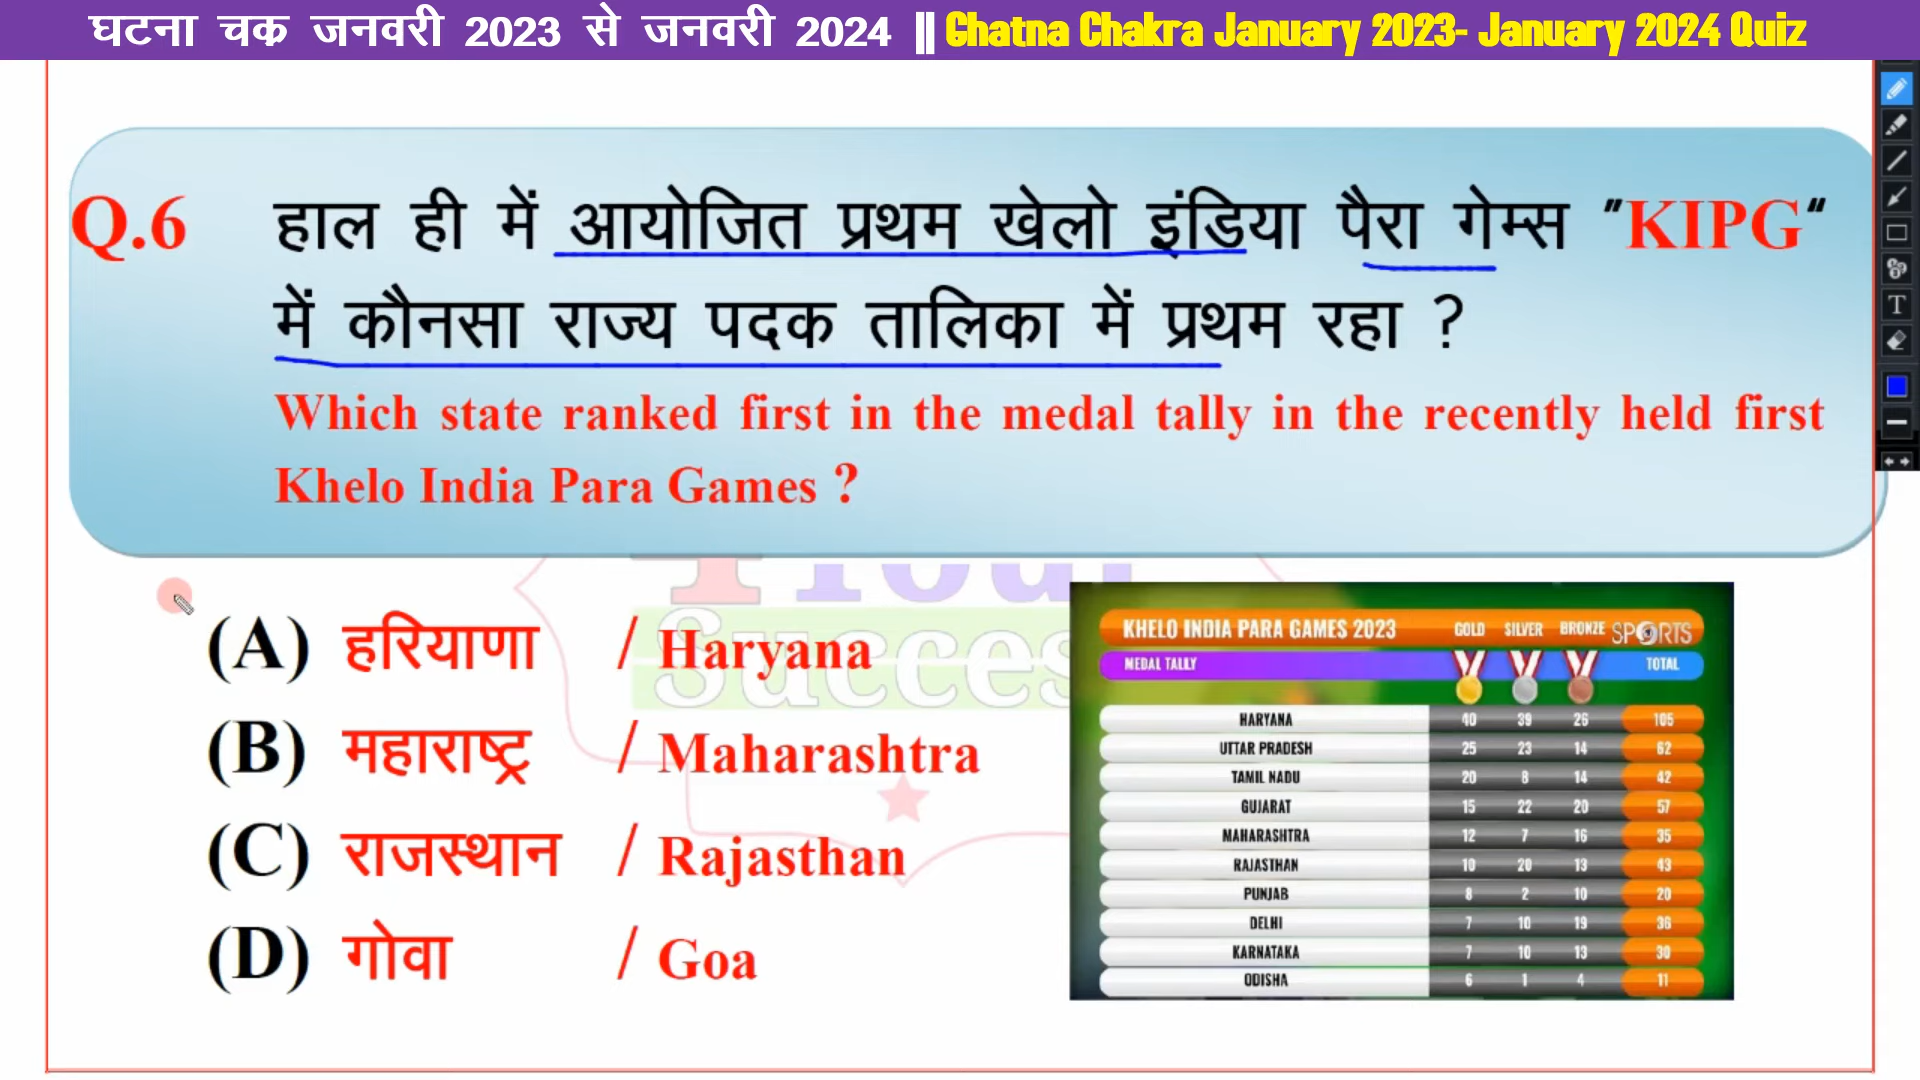 घटना चक्र जनवरी 2023 से जनवरी 2024 || Ghatna Chakra January 2023- January 2024 Quiz
Q.6 हाल ही में आयोजित प्रथम खेलो इंडिया पैरा गेम्स "KIPG"
में कौनसा राज्य पदक तालिका में प्रथम रहा ?
Which state ranked first in the medal tally in the recently held first
Khelo India Para Games ?
(A) हरियाणा / Haryana
(B) महाराष्ट्र / Maharashtra
(C) राजस्थान / Rajasthan
(D) गोवा / Goa
Success
KHELO INDIA PARA GAMES 2023 GOLD SILVER BRONZE SPORTS
MEDAL TALLY TOTAL
HARYANA 40 39 26 105
UTTAR PRADESH 25 23 14 62
TAMIL NADU 20 8 14 42
GUJARAT 15 22 20 57
MAHARASHTRA 12 7 16 35
RAJASTHAN 10 20 13 43
PUNJAB 8 2 10 20
DELHI 7 10 19 36
KARNATAKA 7 10 13 30
ODISHA 6 1 4 11
T